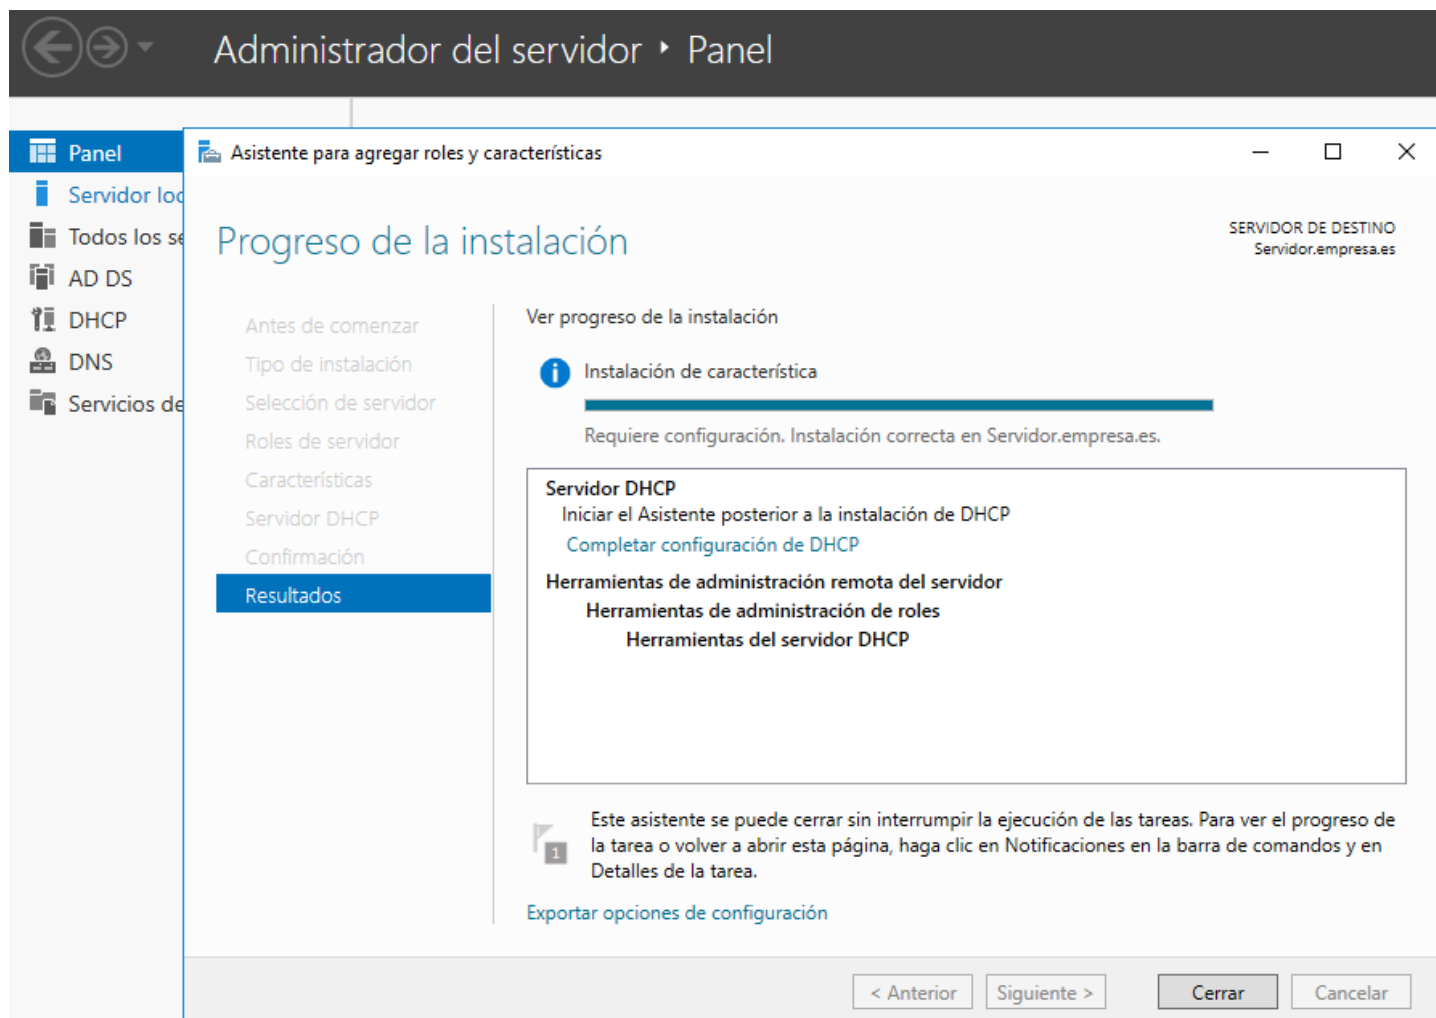 Administrador del servidor ‣ Panel
Panel
Servidor loc
Todos los se
AD DS
DHCP
DNS
Servicios de
Asistente para agregar roles y características
Progreso de la instalación
SERVIDOR DE DESTINO
Servidor.empresa.es
Antes de comenzar
Tipo de instalación
Selección de servidor
Roles de servidor
Características
Servidor DHCP
Confirmación
Resultados
Ver progreso de la instalación
Instalación de característica
Requiere configuración. Instalación correcta en Servidor.empresa.es.
Servidor DHCP
Iniciar el Asistente posterior a la instalación de DHCP
Completar configuración de DHCP
Herramientas de administración remota del servidor
Herramientas de administración de roles
Herramientas del servidor DHCP
1
Este asistente se puede cerrar sin interrumpir la ejecución de las tareas. Para ver el progreso de
la tarea o volver a abrir esta página, haga clic en Notificaciones en la barra de comandos y en
Detalles de la tarea.
Exportar opciones de configuración
< Anterior
Siguiente >
Cerrar
Cancelar